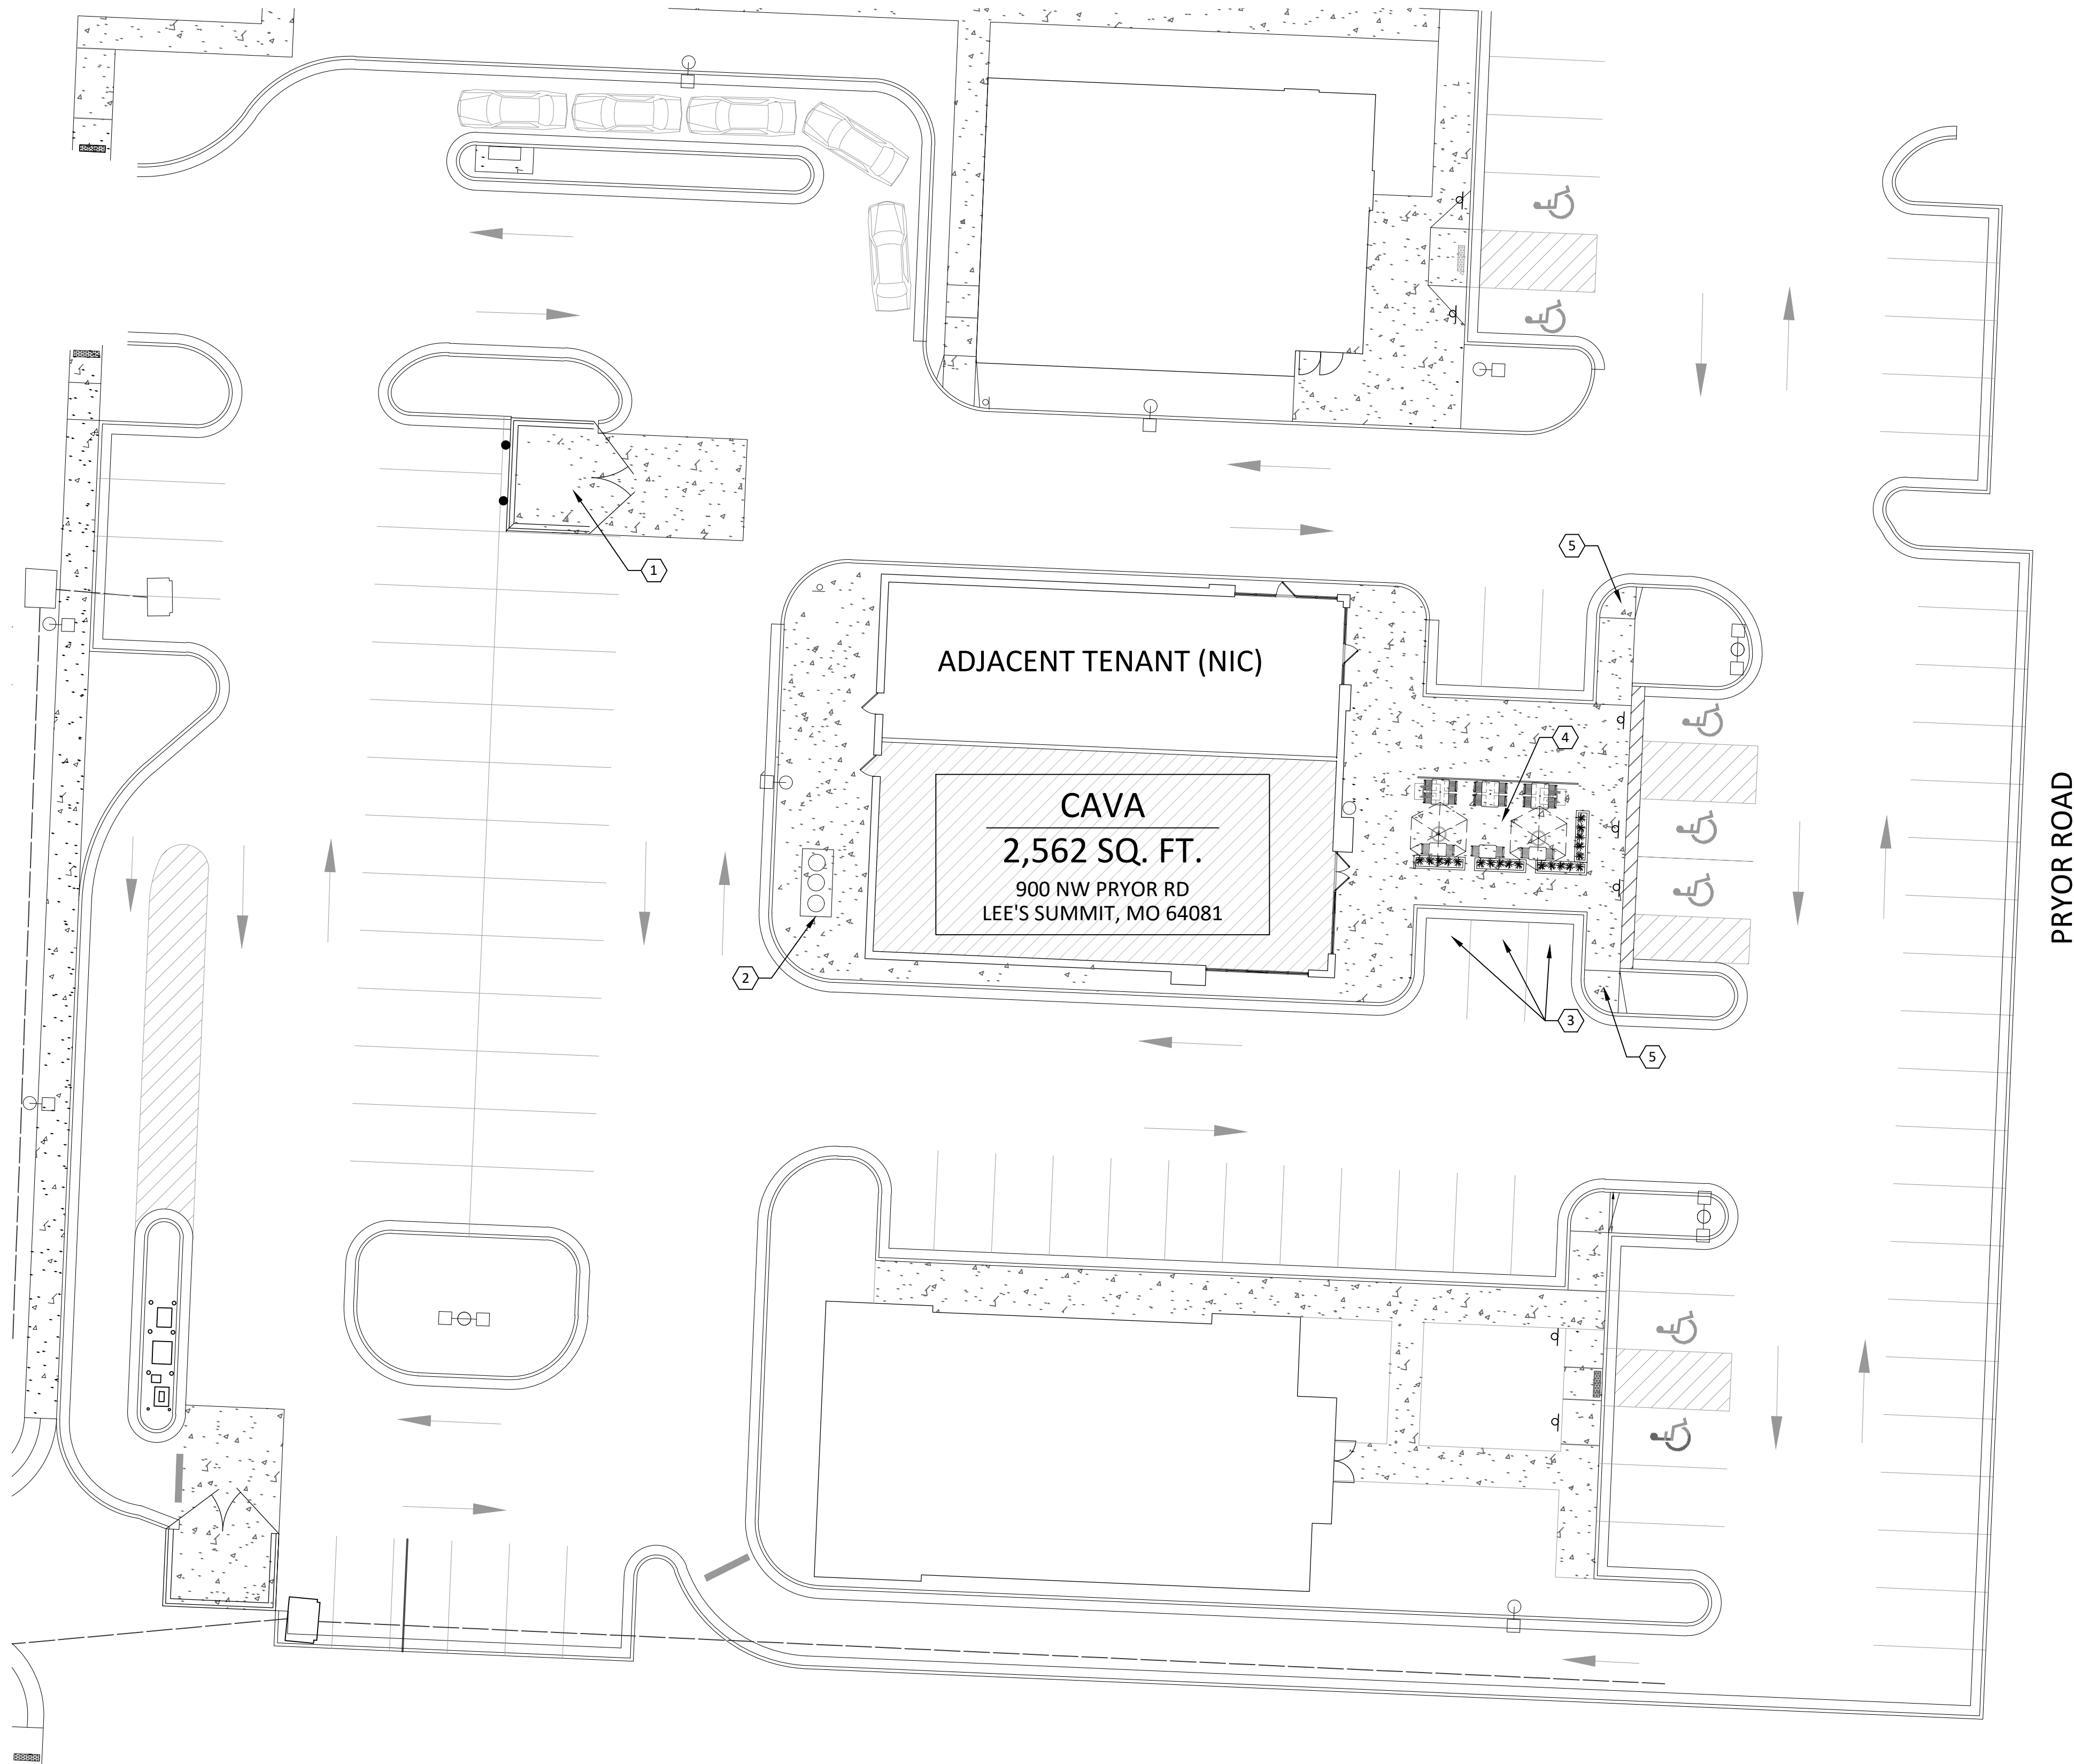 1
5
ADJACENT TENANT (NIC)
4
CAVA
2,562 SQ. FT.
900 NW PRYOR RD
LEE'S SUMMIT, MO 64081
PRYOR ROAD
2
3
5